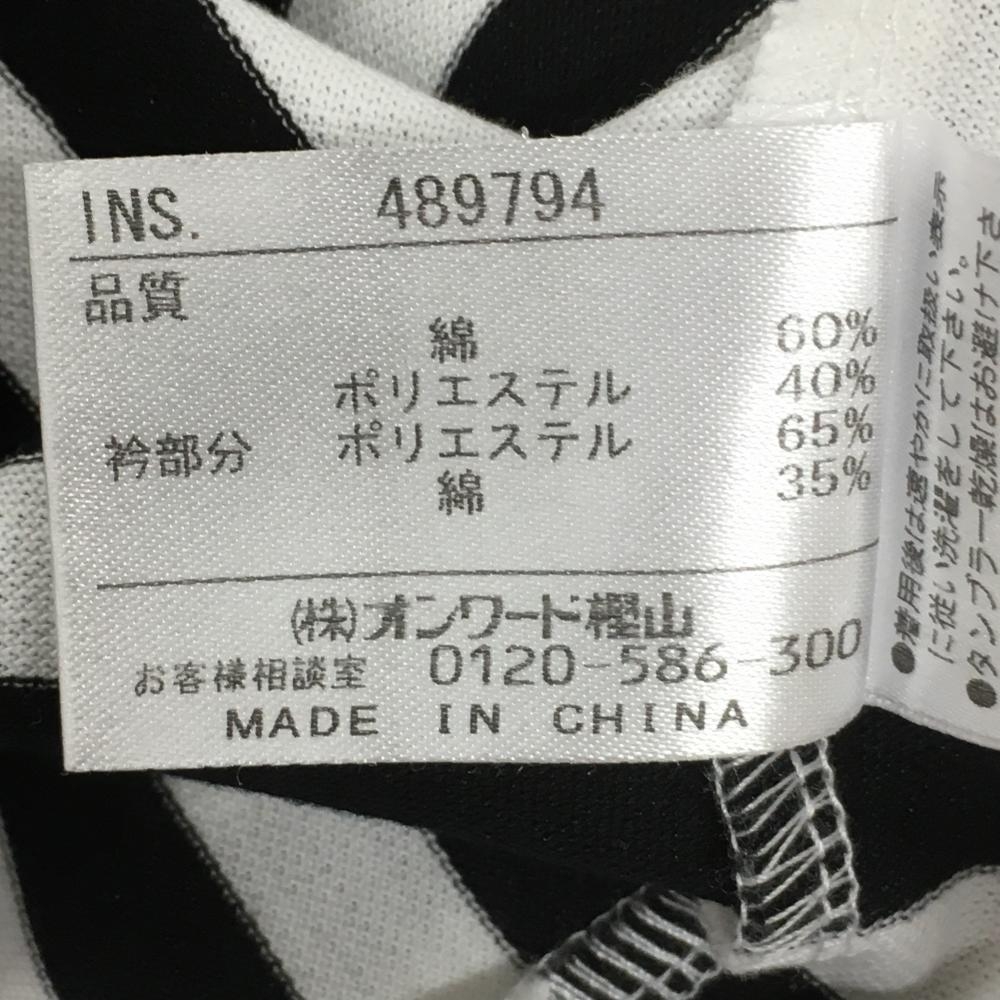 INS. 489794
品質
綿 60%
ポリエステル 40%
衿部分 ポリエステル 65%
綿 35%
(株)オンワード樫山
お客様相談室 0120-586-300
MADE IN CHINA
●着用後は速やかに取扱い表示
に従い洗濯をして下さい。
●タンブラー乾燥はお避け下さ